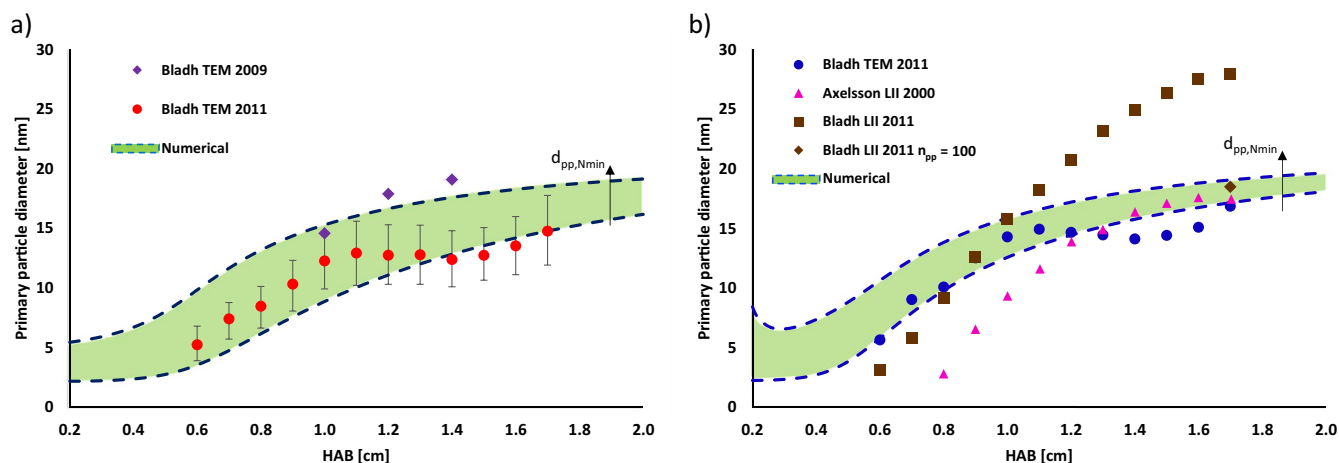 a)
Primary particle diameter [nm]
30
25
20
15
10
5
0
Bladh TEM 2009
Bladh TEM 2011
Numerical
d_pp,Nmin
0.2 0.4 0.6 0.8 1.0 1.2 1.4 1.6 1.8 2.0
HAB [cm]
b)
Primary particle diameter [nm]
30
25
20
15
10
5
0
Bladh TEM 2011
Axelsson LII 2000
Bladh LII 2011
Bladh LII 2011 n_pp = 100
Numerical
d_pp,Nmin
0.2 0.4 0.6 0.8 1.0 1.2 1.4 1.6 1.8 2.0
HAB [cm]